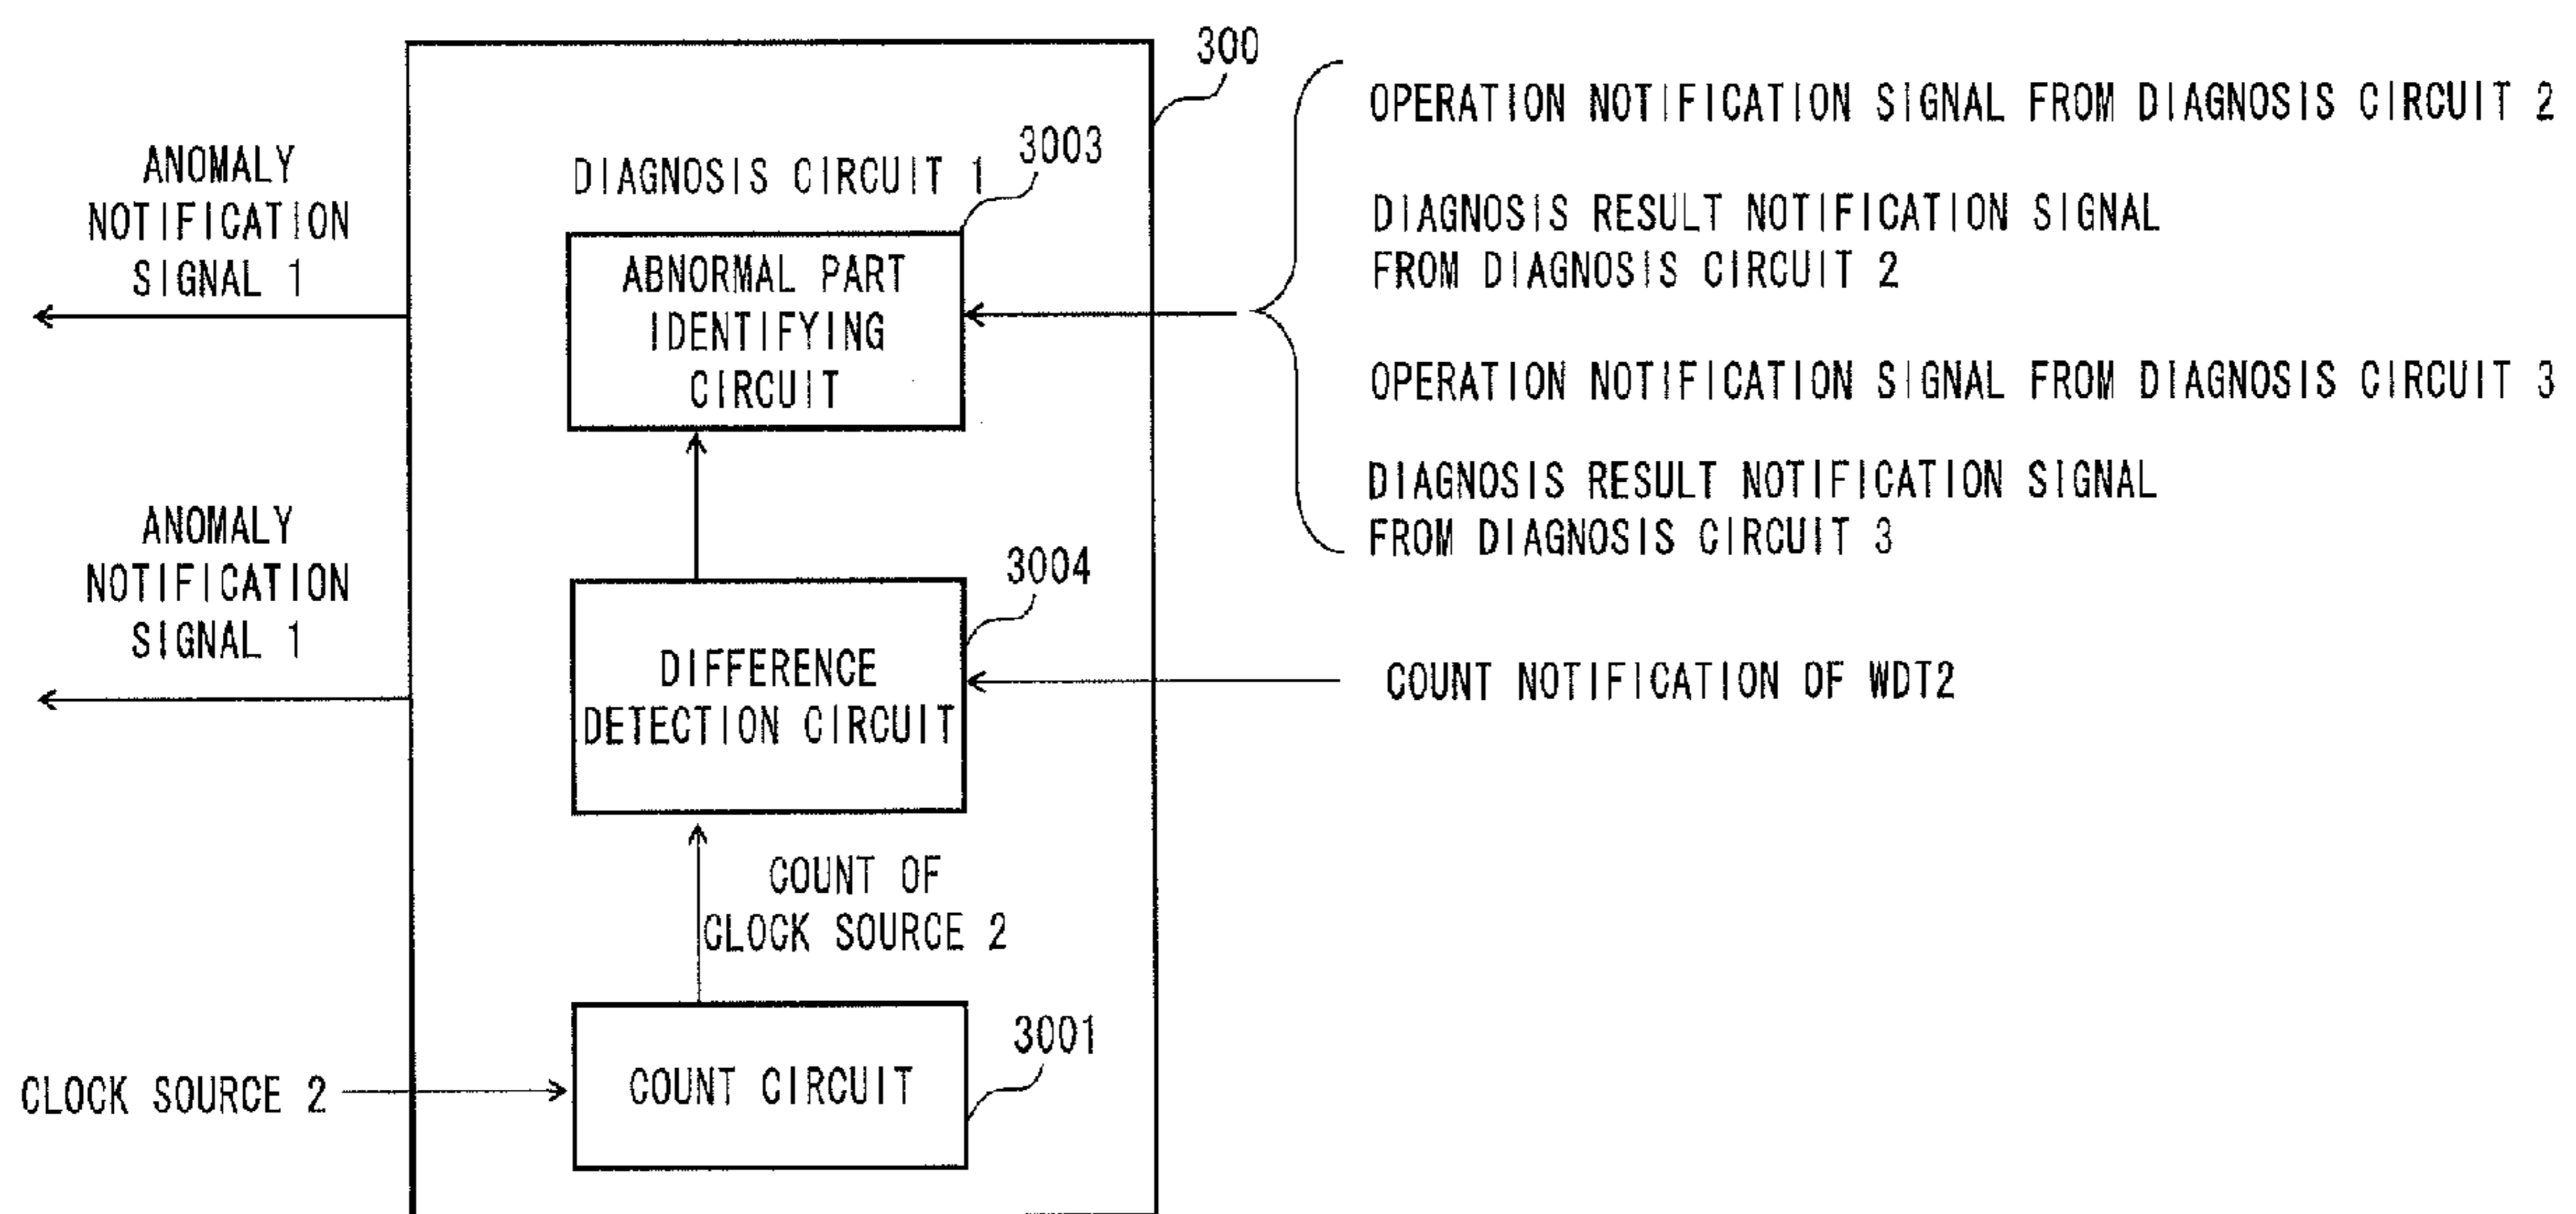 300
OPERATION NOTIFICATION SIGNAL FROM DIAGNOSIS CIRCUIT 2
3003
ANOMALY
NOTIFICATION
SIGNAL 1
DIAGNOSIS CIRCUIT 1
DIAGNOSIS RESULT NOTIFICATION SIGNAL
FROM DIAGNOSIS CIRCUIT 2
ABNORMAL PART
IDENTIFYING
CIRCUIT
OPERATION NOTIFICATION SIGNAL FROM DIAGNOSIS CIRCUIT 3
DIAGNOSIS RESULT NOTIFICATION SIGNAL
FROM DIAGNOSIS CIRCUIT 3
ANOMALY
NOTIFICATION
SIGNAL 1
3004
DIFFERENCE
DETECTION CIRCUIT
COUNT NOTIFICATION OF WDT2
COUNT OF
CLOCK SOURCE 2
3001
CLOCK SOURCE 2
COUNT CIRCUIT